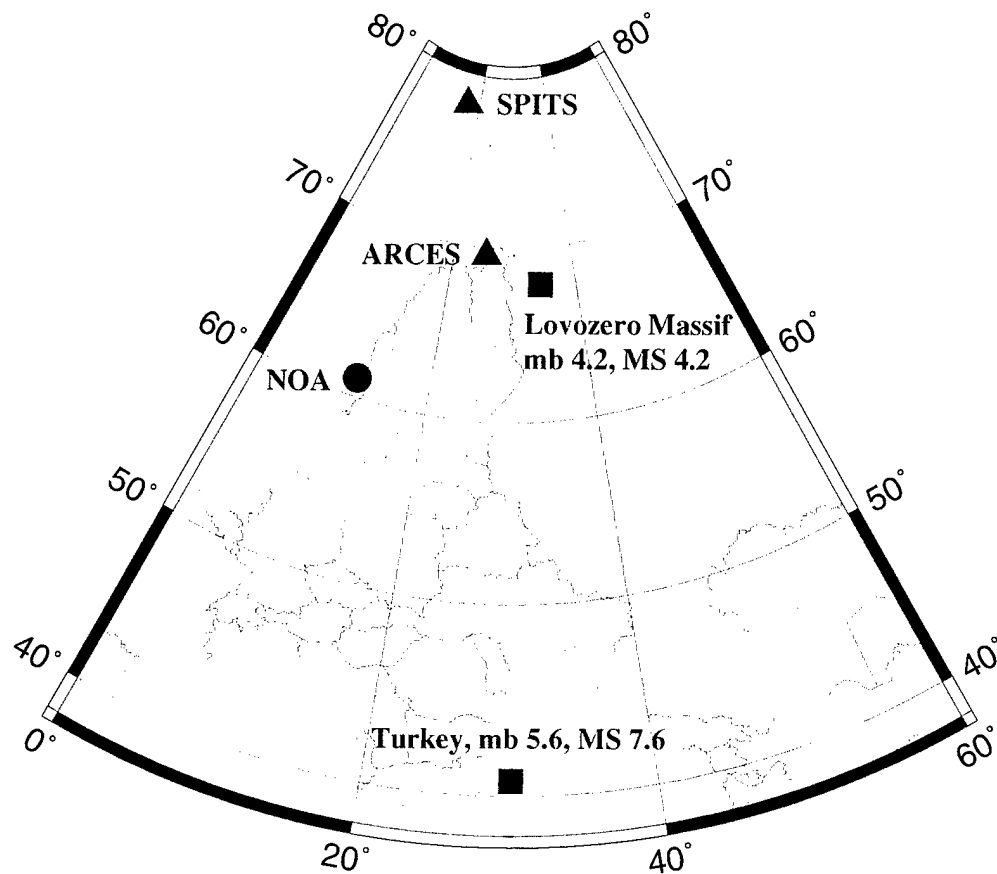 80° 80°
SPITS
70° 70°
ARCES
Lovozero Massif
mb 4.2, MS 4.2
60° 60°
NOA
50° 50°
40° 40°
Turkey, mb 5.6, MS 7.6
0° 60°
20° 40°